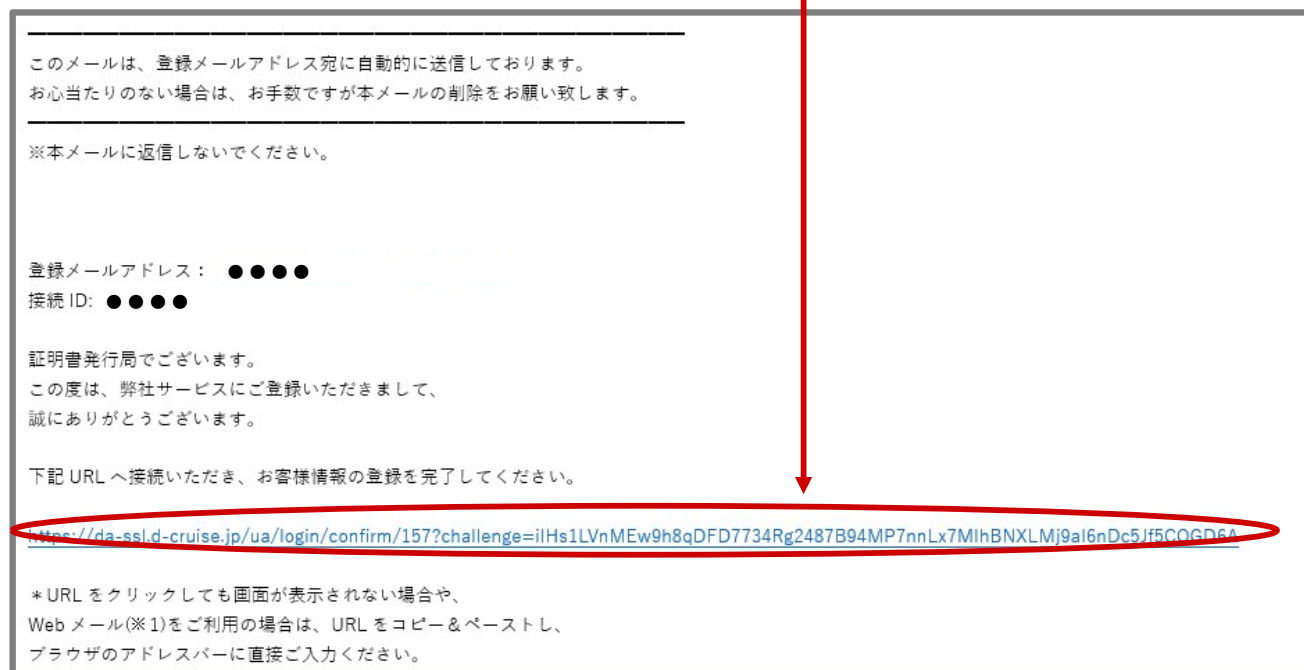 このメールは、登録メールアドレス宛に自動的に送信しております。
お心当たりのない場合は、お手数ですが本メールの削除をお願い致します。
※本メールに返信しないでください。
登録メールアドレス： ●●●●
接続 ID: ●●●●
証明書発行局でございます。
この度は、弊社サービスにご登録いただきまして、
誠にありがとうございます。
下記 URL へ接続いただき、お客様情報の登録を完了してください。
https://da-ssl.d-cruise.jp/ua/login/confirm/157?challenge=iIHs1LVnMEw9h8qDFD7734Rg2487B94MP7nnLx7MIhBNXLMj9aI6nDc5Jf5COGD6A
＊URL をクリックしても画面が表示されない場合や、
Web メール(※1)をご利用の場合は、URL をコピー＆ペーストし、
ブラウザのアドレスバーに直接ご入力ください。